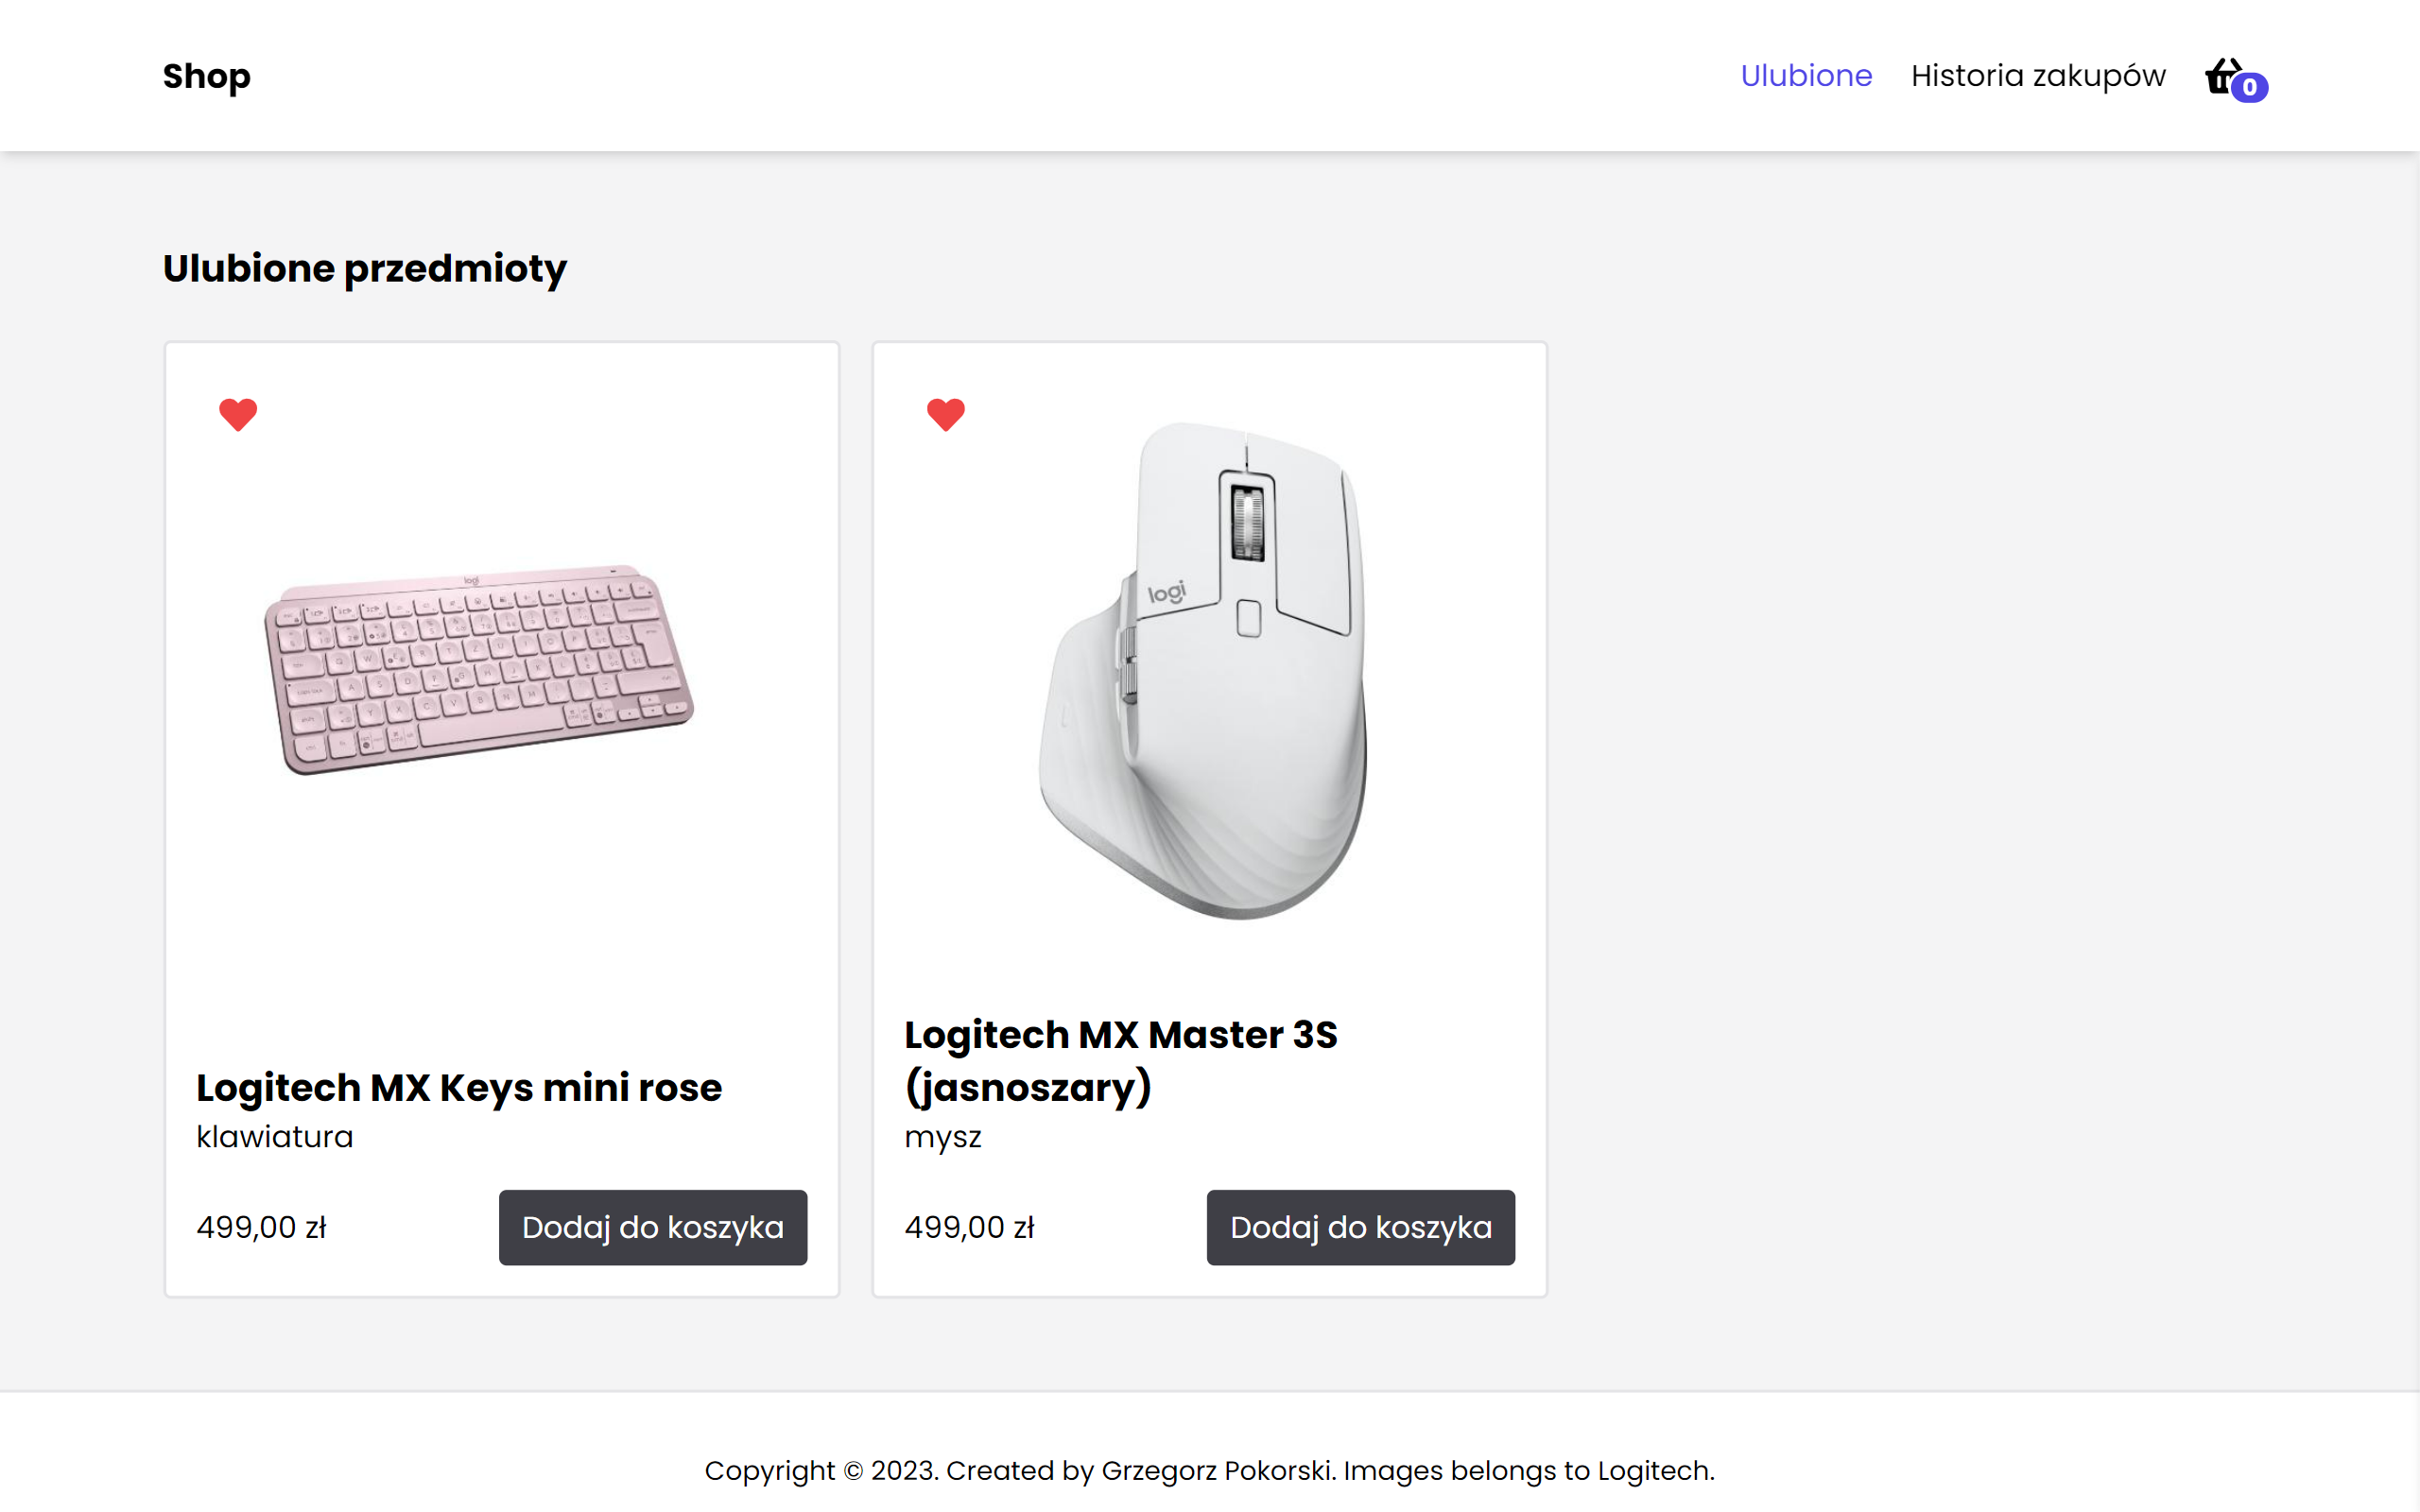 Shop
Ulubione
Historia zakupów
0
Ulubione przedmioty
logi
logi
Logitech MX Keys mini rose
klawiatura
499,00 zł
Dodaj do koszyka
Logitech MX Master 3S
(jasnoszary)
mysz
499,00 zł
Dodaj do koszyka
Copyright © 2023. Created by Grzegorz Pokorski. Images belongs to Logitech.